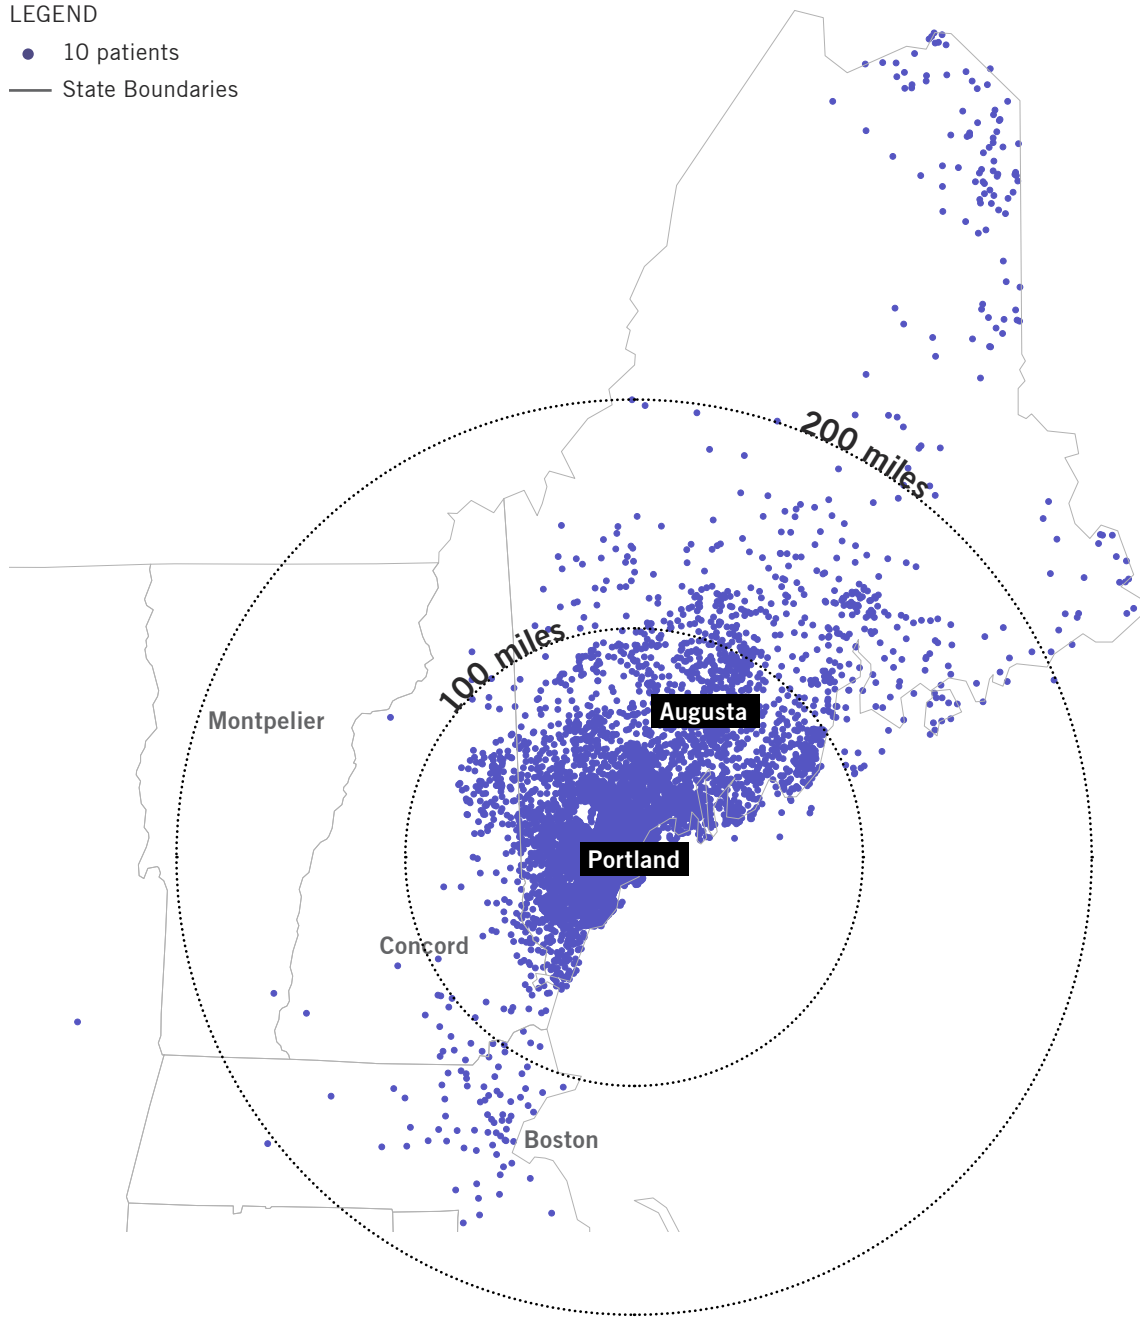 LEGEND
10 patients
State Boundaries
200 miles
100 miles
Augusta
Montpelier
Portland
Concord
Boston